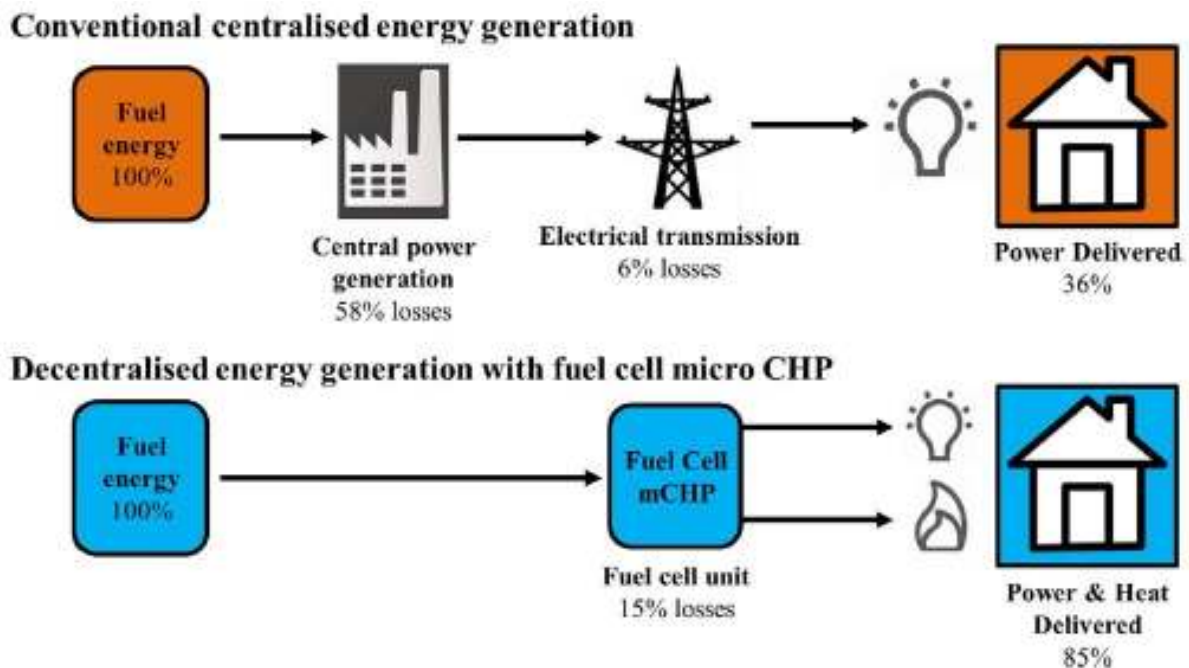 Conventional centralised energy generation
Fuel
energy
100%
Central power
generation
58% losses
Electrical transmission
6% losses
Power Delivered
36%
Decentralised energy generation with fuel cell micro CHP
Fuel
energy
100%
Fuel Cell
mCHP
Fuel cell unit
15% losses
Power & Heat
Delivered
85%